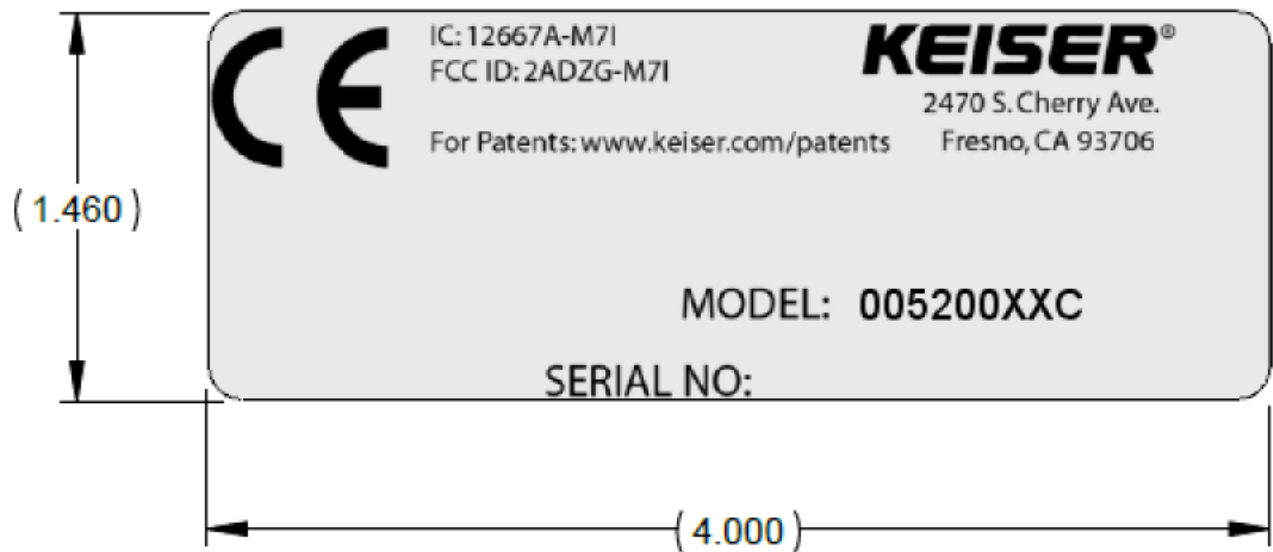 CE
IC: 12667A-M7I
FCC ID: 2ADZG-M7I
For Patents: www.keiser.com/patents
KEISER®
2470 S. Cherry Ave.
Fresno, CA 93706
(1.460)
MODEL: 005200XXC
SERIAL NO:
(4.000)